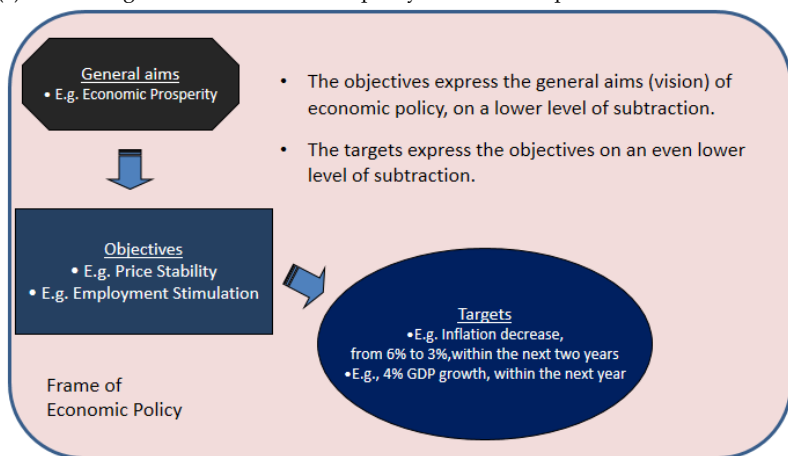 General aims
• E.g. Economic Prosperity
• The objectives express the general aims (vision) of
economic policy, on a lower level of subtraction.
• The targets express the objectives on an even lower
level of subtraction.
Objectives
• E.g. Price Stability
• E.g. Employment Stimulation
Targets
•E.g. Inflation decrease,
from 6% to 3%,within the next two years
•E.g., 4% GDP growth, within the next year
Frame of
Economic Policy